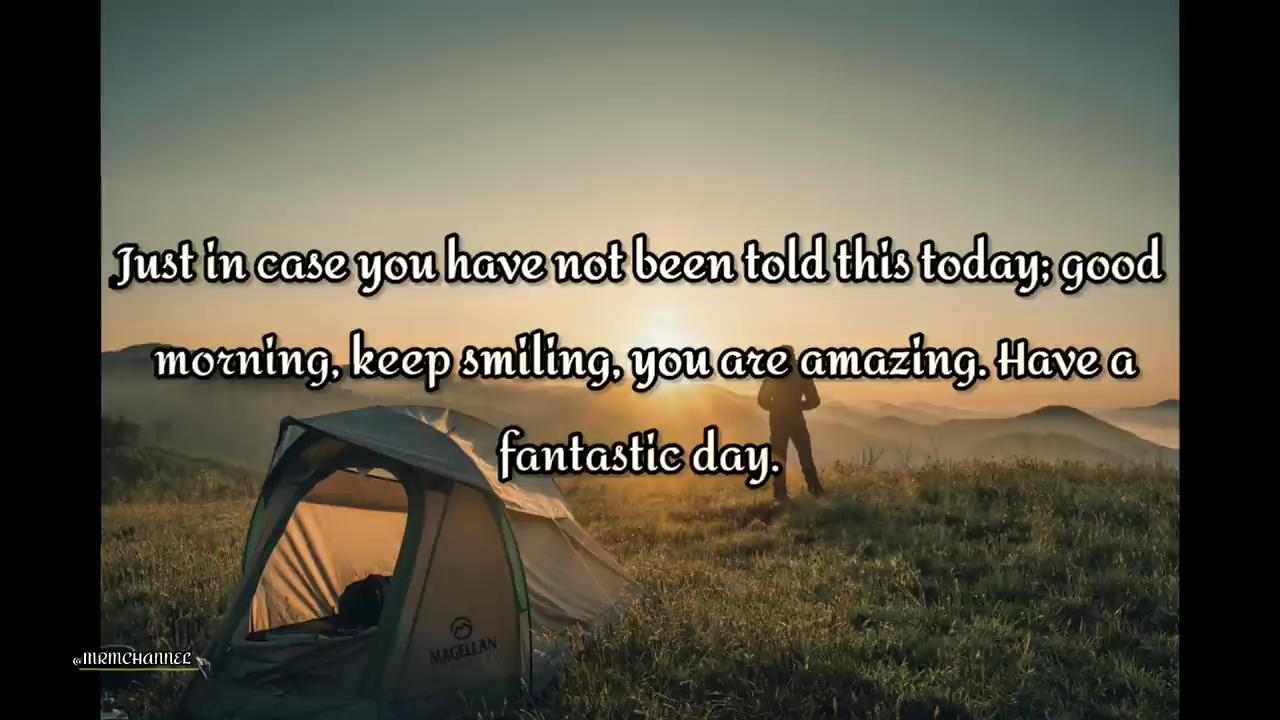 Just in case you have not been told this today; good
morning, keep smiling, you are amazing. Have a
fantastic day.
MAGELLAN
@MRMCHANNEL